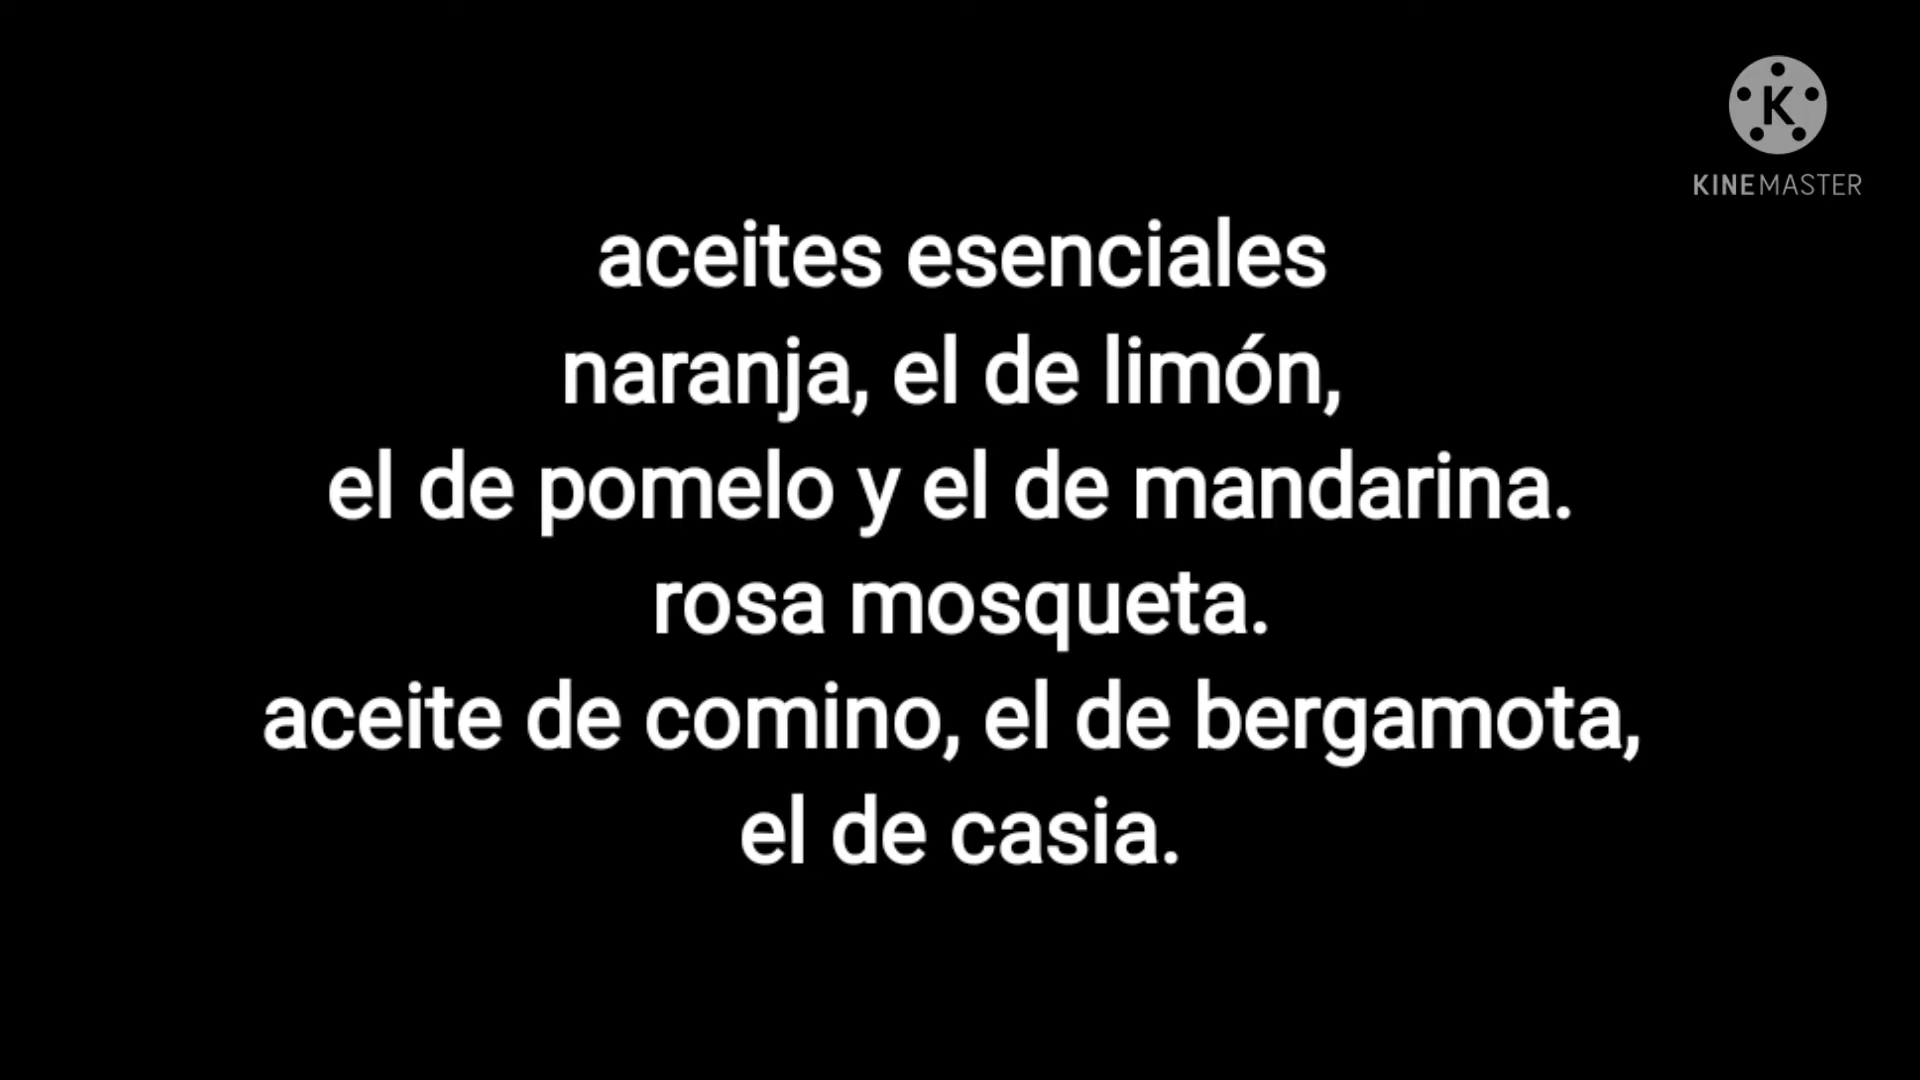 K
KINEMASTER
aceites esenciales
naranja, el de limón,
el de pomelo y el de mandarina.
rosa mosqueta.
aceite de comino, el de bergamota,
el de casia.